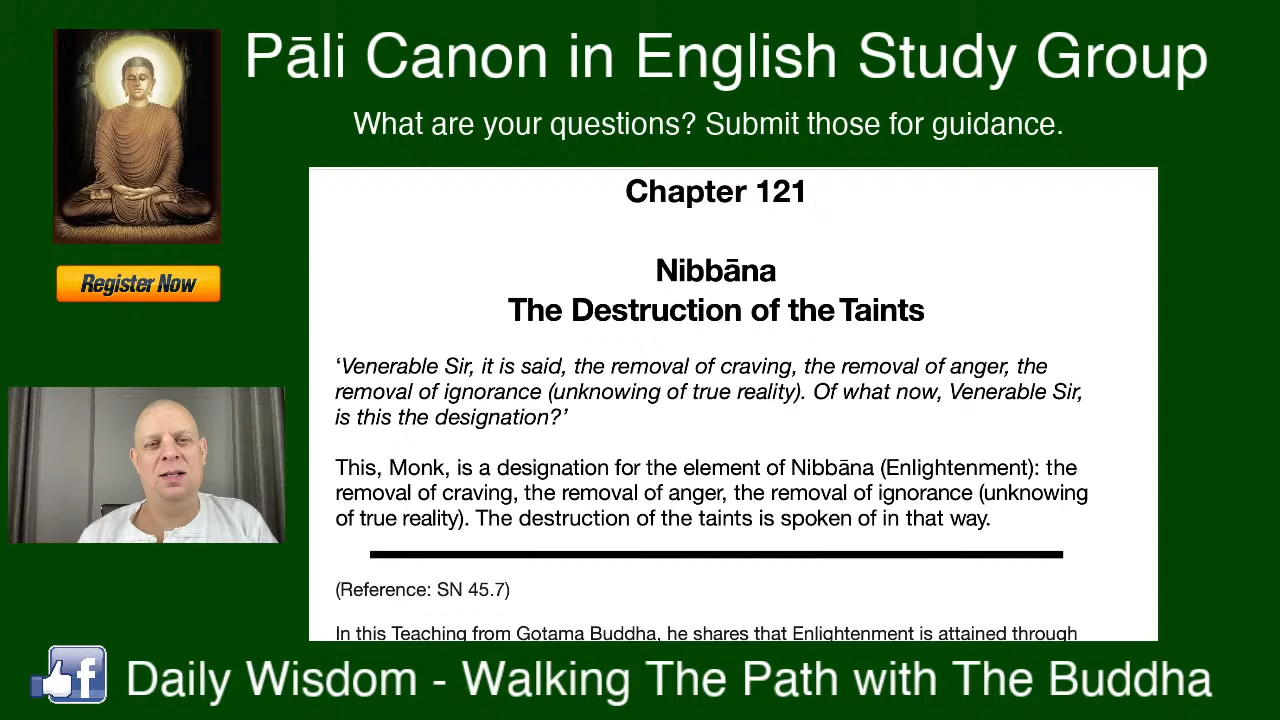 Pāli Canon in English Study Group
What are your questions? Submit those for guidance.
Chapter 121
Nibbāna
The Destruction of the Taints
‘Venerable Sir, it is said, the removal of craving, the removal of anger, the
removal of ignorance (unknowing of true reality). Of what now, Venerable Sir,
is this the designation?’
This, Monk, is a designation for the element of Nibbāna (Enlightenment): the
removal of craving, the removal of anger, the removal of ignorance (unknowing
of true reality). The destruction of the taints is spoken of in that way.
(Reference: SN 45.7)
In this Teaching from Gotama Buddha, he shares that Enlightenment is attained through
Register Now
f
Daily Wisdom - Walking The Path with The Buddha